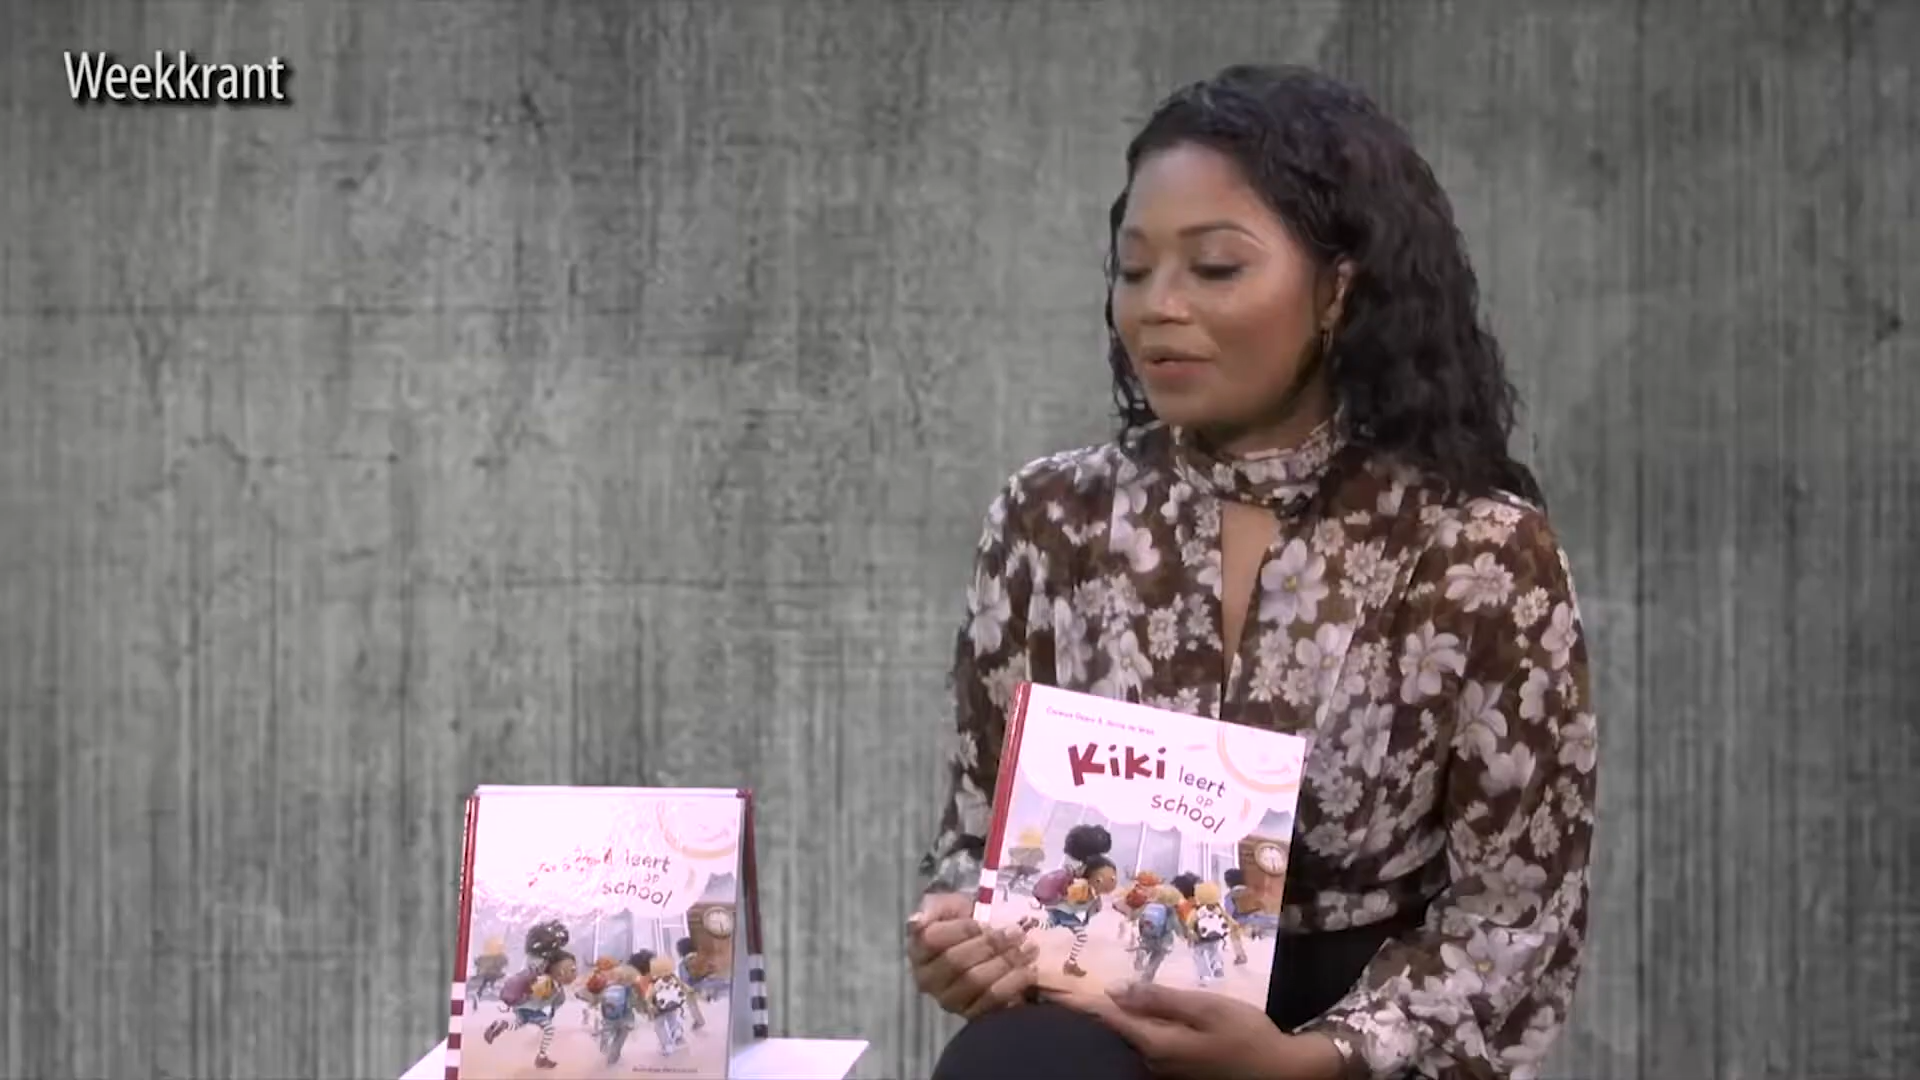 Weekkrant
Kiki leert
op
school
leert
op
school